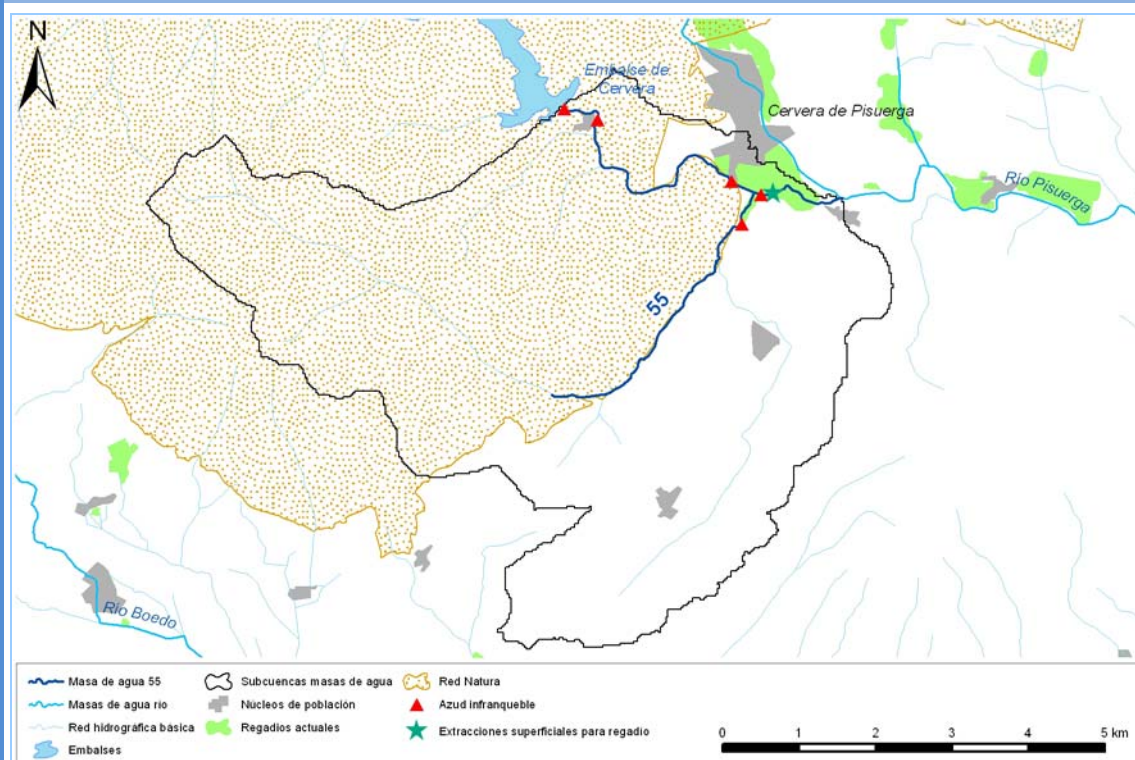 N
Embalse de
Cervera
Cervera de Pisuerga
Río Pisuerga
55
Río Boedo
Masa de agua 55
Subcuencas masas de agua
Red Natura
Masas de agua río
Núcleos de población
Azud infranqueble
Red hidrográfica básica
Regadíos actuales
Extracciones superficiales para regadío
Embalses
0 1 2 3 4 5 km